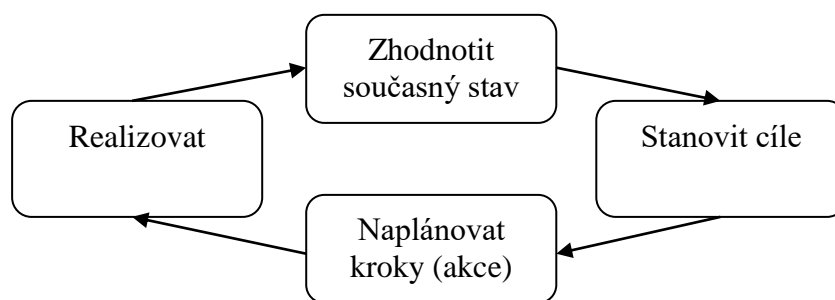 Zhodnotit
současný stav
Realizovat
Stanovit cíle
Naplánovat
kroky (akce)